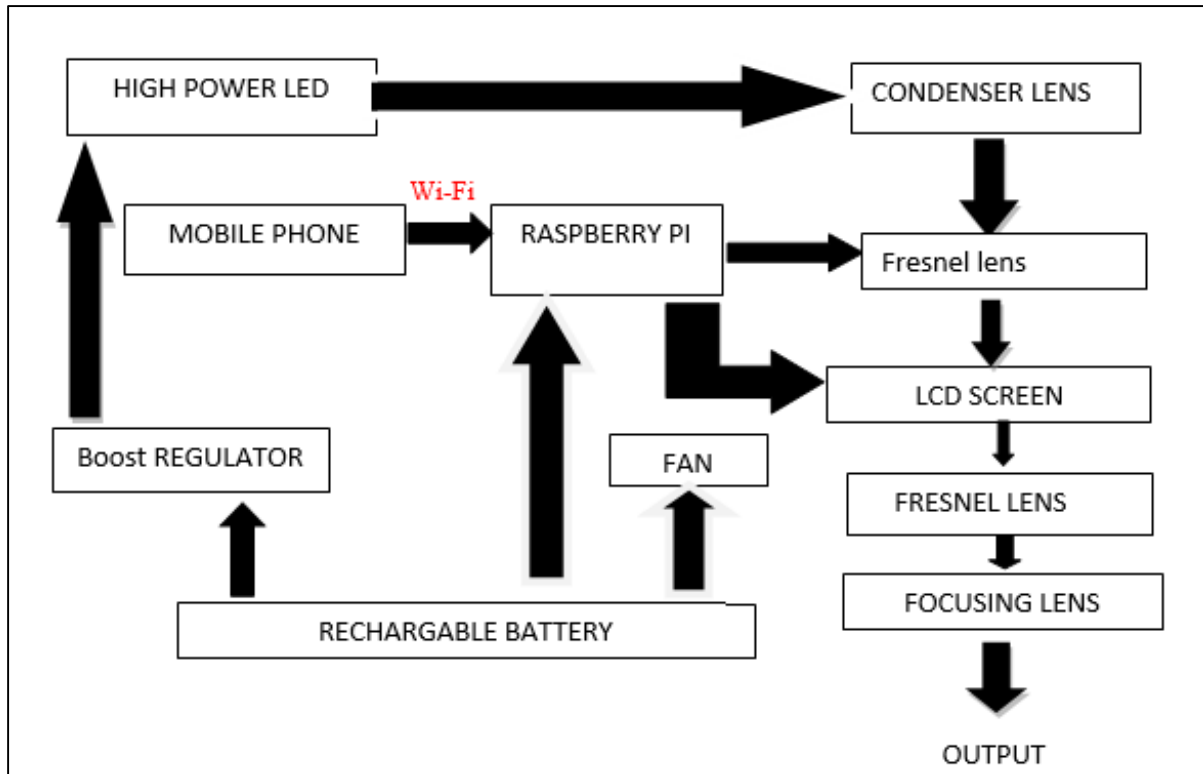 HIGH POWER LED
CONDENSER LENS
Wi-Fi
MOBILE PHONE
RASPBERRY PI
Fresnel lens
LCD SCREEN
Boost REGULATOR
FAN
FRESNEL LENS
FOCUSING LENS
RECHARGABLE BATTERY
OUTPUT